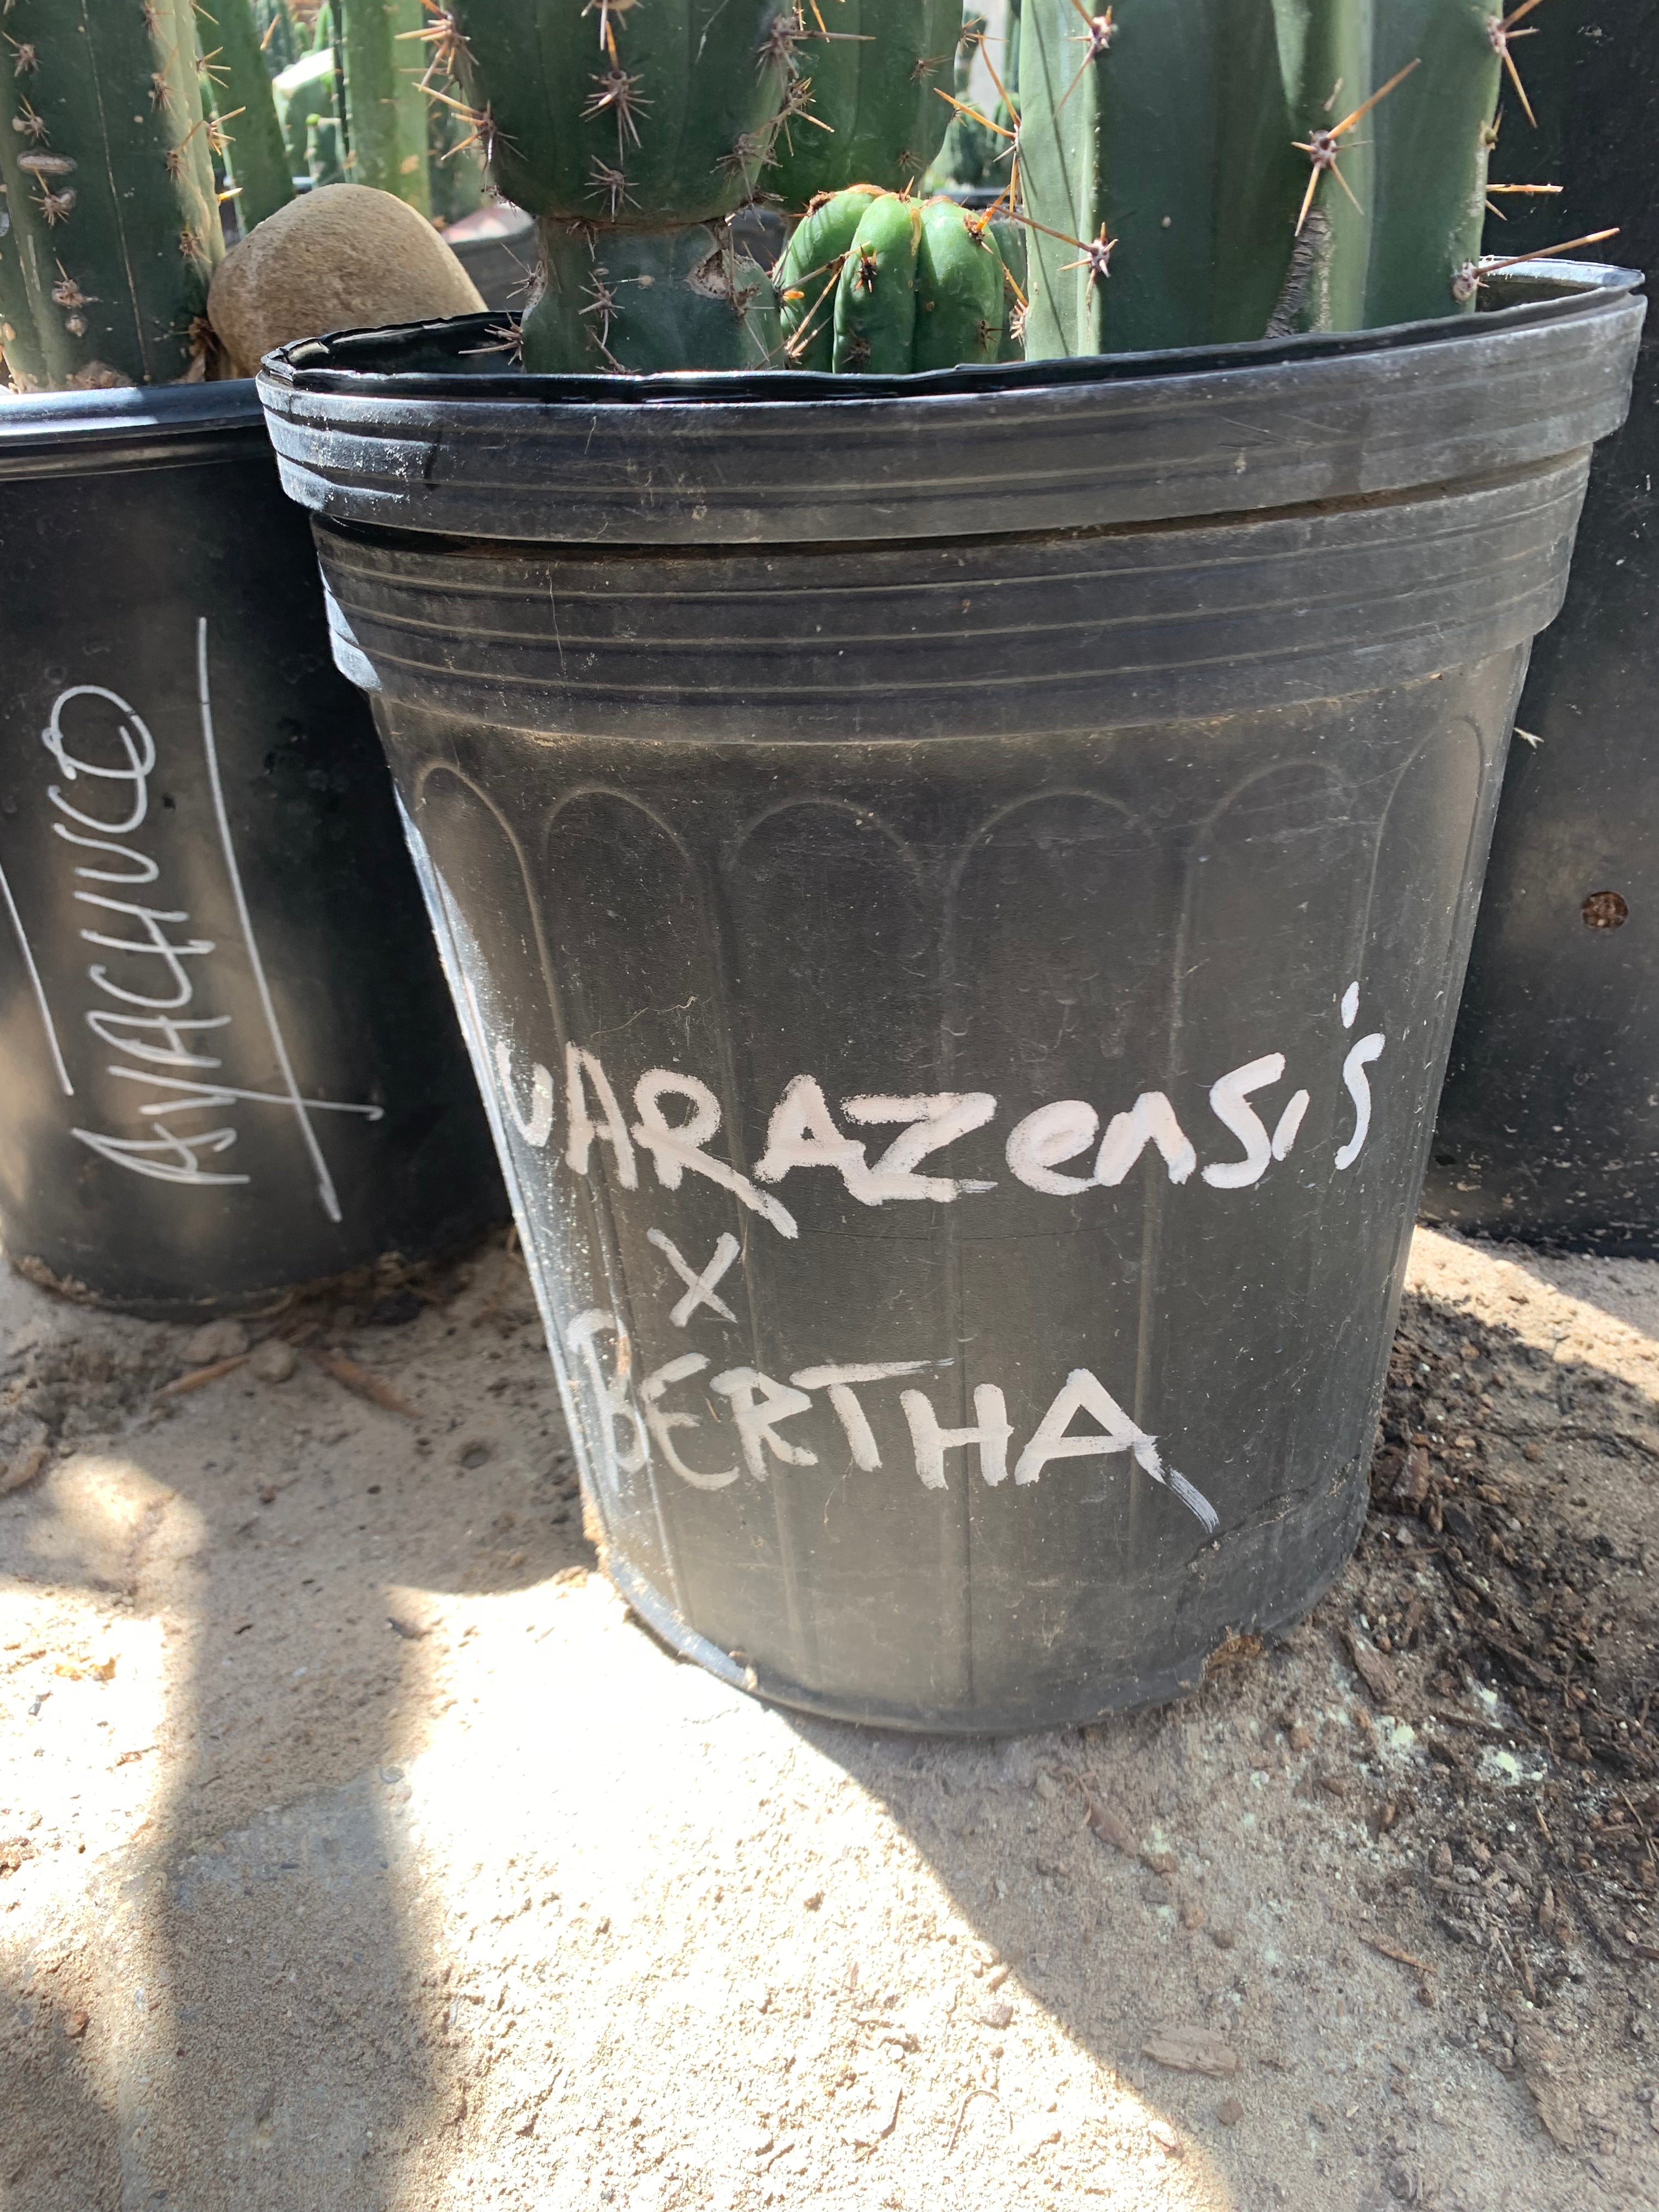 AYACHUCO
UARAZensis
X
BERTHA